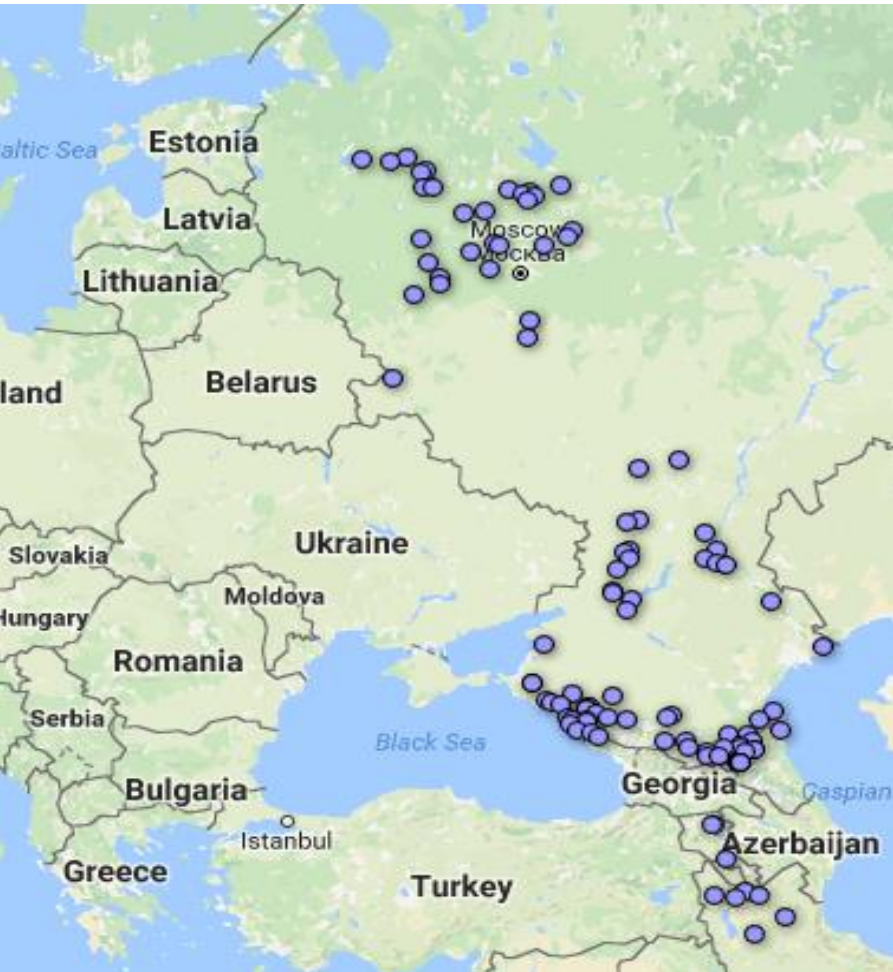 Estonia
altic Sea
Latvia
Moscow
Москва
Lithuania
Belarus
land
Ukraine
Slovakia
Moldova
Hungary
Romania
Serbia
Black Sea
Georgia
Bulgaria
Caspian
Istanbul
Azerbaijan
Greece
Turkey